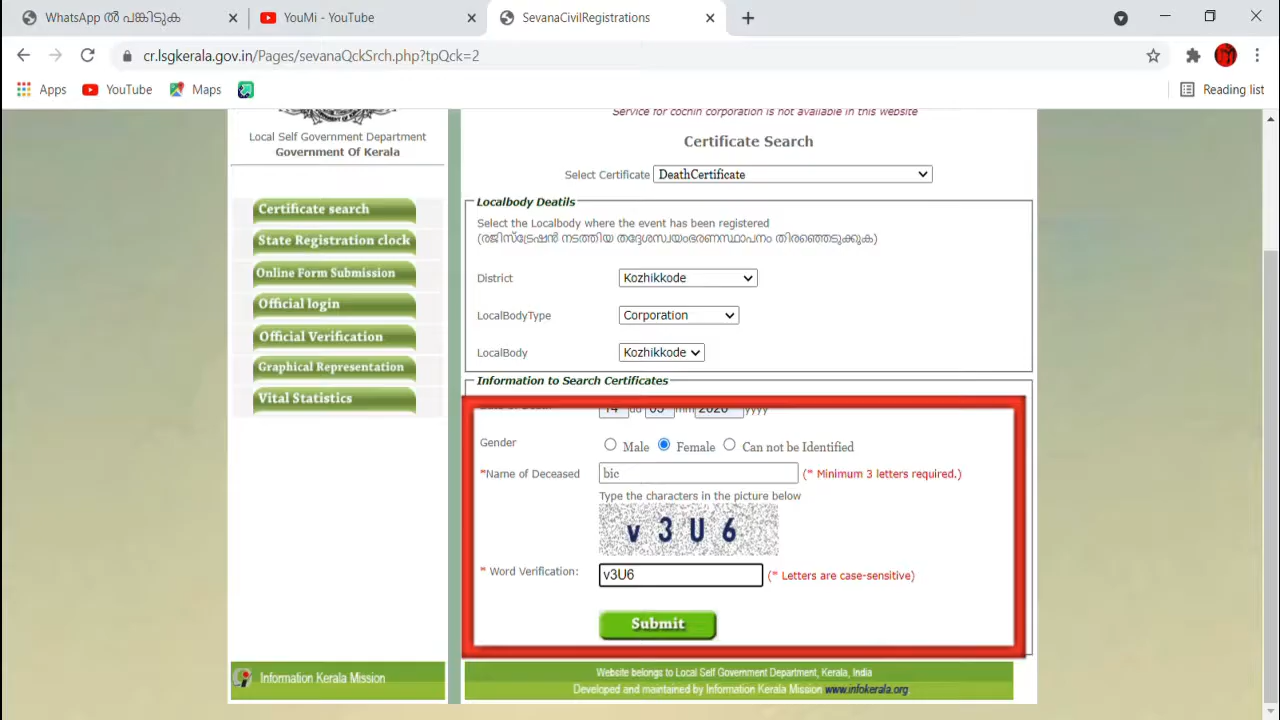 WhatsApp ൽ പങ്കിടുക
YouMi - YouTube
SevanaCivilRegistrations
cr.lsgkerala.gov.in/Pages/sevanaQckSrch.php?tpQck=2
Apps
YouTube
Maps
Reading list
Local Self Government Department
Government Of Kerala
Certificate search
State Registration clock
Online Form Submission
Official login
Official Verification
Graphical Representation
Vital Statistics
Service for cochin corporation is not available in this website
Certificate Search
Select Certificate DeathCertificate
Localbody Deatils
Select the Localbody where the event has been registered
(രജിസ്ട്രേഷൻ നടത്തിയ തദ്ദേശസ്വയംഭരണസ്ഥാപനം തിരഞ്ഞെടുക്കുക)
District Kozhikkode
LocalBodyType Corporation
LocalBody Kozhikkode
Information to Search Certificates
14 dd 05 mm 2020 yyyy
Gender Male Female Can not be Identified
*Name of Deceased bic (* Minimum 3 letters required.)
Type the characters in the picture below
v 3 U 6
* Word Verification: v3U6 (* Letters are case-sensitive)
Submit
Information Kerala Mission
Website belongs to Local Self Government Department, Kerala, India
Developed and maintained by Information Kerala Mission www.infokerala.org